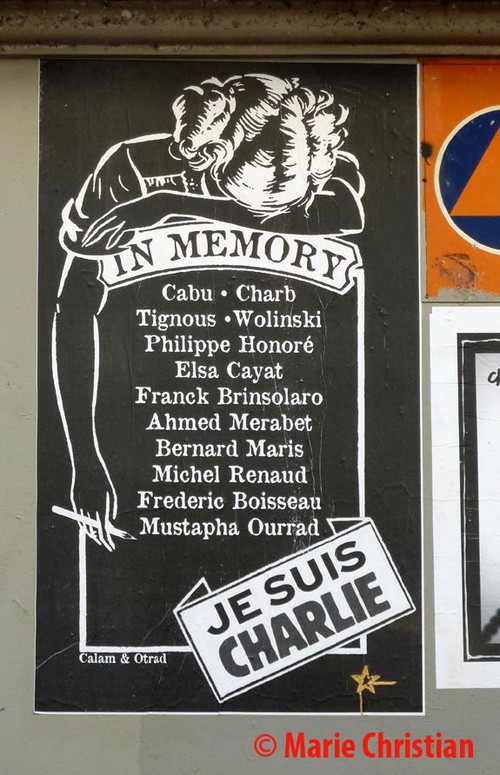 IN MEMORY
Cabu • Charb
Tignous • Wolinski
Philippe Honoré
Elsa Cayat
Franck Brinsolaro
Ahmed Merabet
Bernard Maris
Michel Renaud
Frederic Boisseau
Mustapha Ourrad
JE SUIS
CHARLIE
Calam & Otrad
© Marie Christian